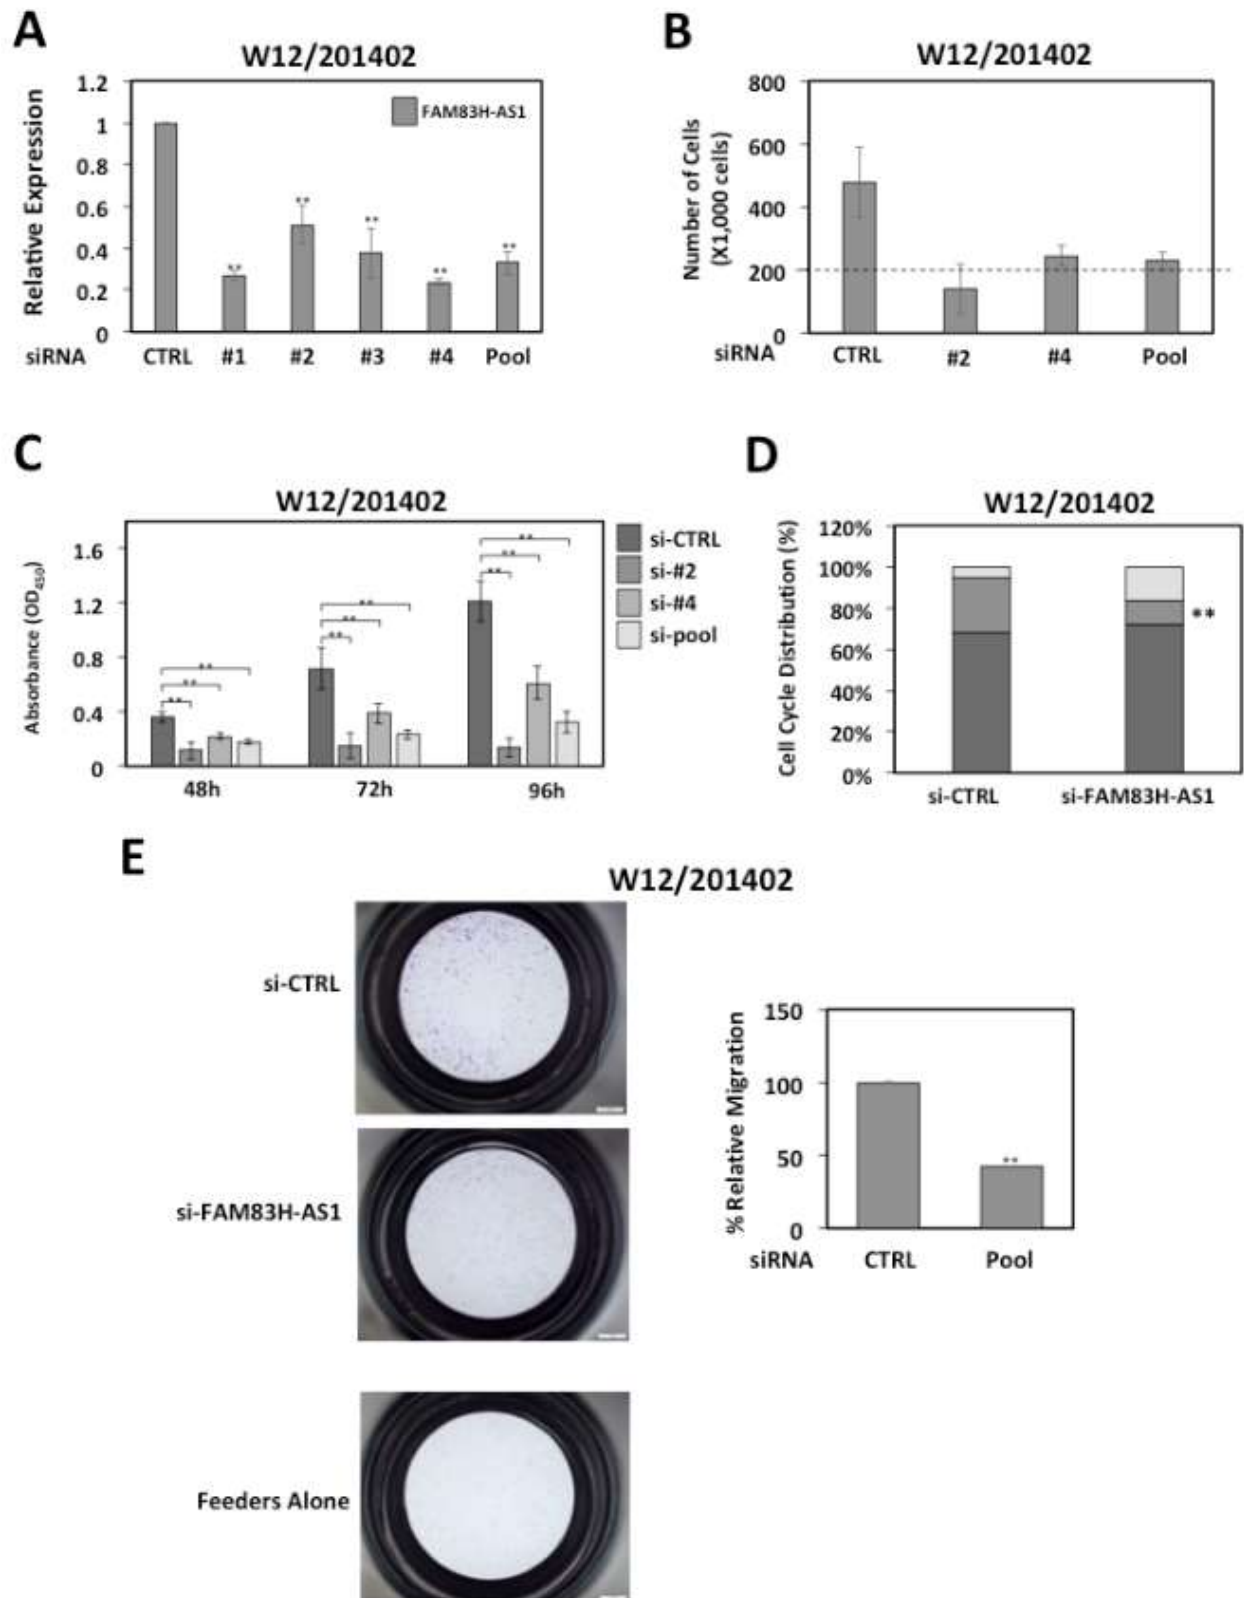 A
W12/201402
Relative Expression
1.2
1
0.8
0.6
0.4
0.2
0
FAM83H-AS1
** ** ** ** **
siRNA CTRL #1 #2 #3 #4 Pool
B
W12/201402
Number of Cells
(X1,000 cells)
800
600
400
200
0
siRNA CTRL #2 #4 Pool
C
W12/201402
Absorbance (OD450)
1.6
1.2
0.8
0.4
0
** ** **
** ** **
** ** **
48h 72h 96h
si-CTRL
si-#2
si-#4
si-pool
D
W12/201402
Cell Cycle Distribution (%)
120%
100%
80%
60%
40%
20%
0%
**
si-CTRL si-FAM83H-AS1
E
W12/201402
si-CTRL
si-FAM83H-AS1
Feeders Alone
% Relative Migration
150
100
50
0
**
siRNA CTRL Pool